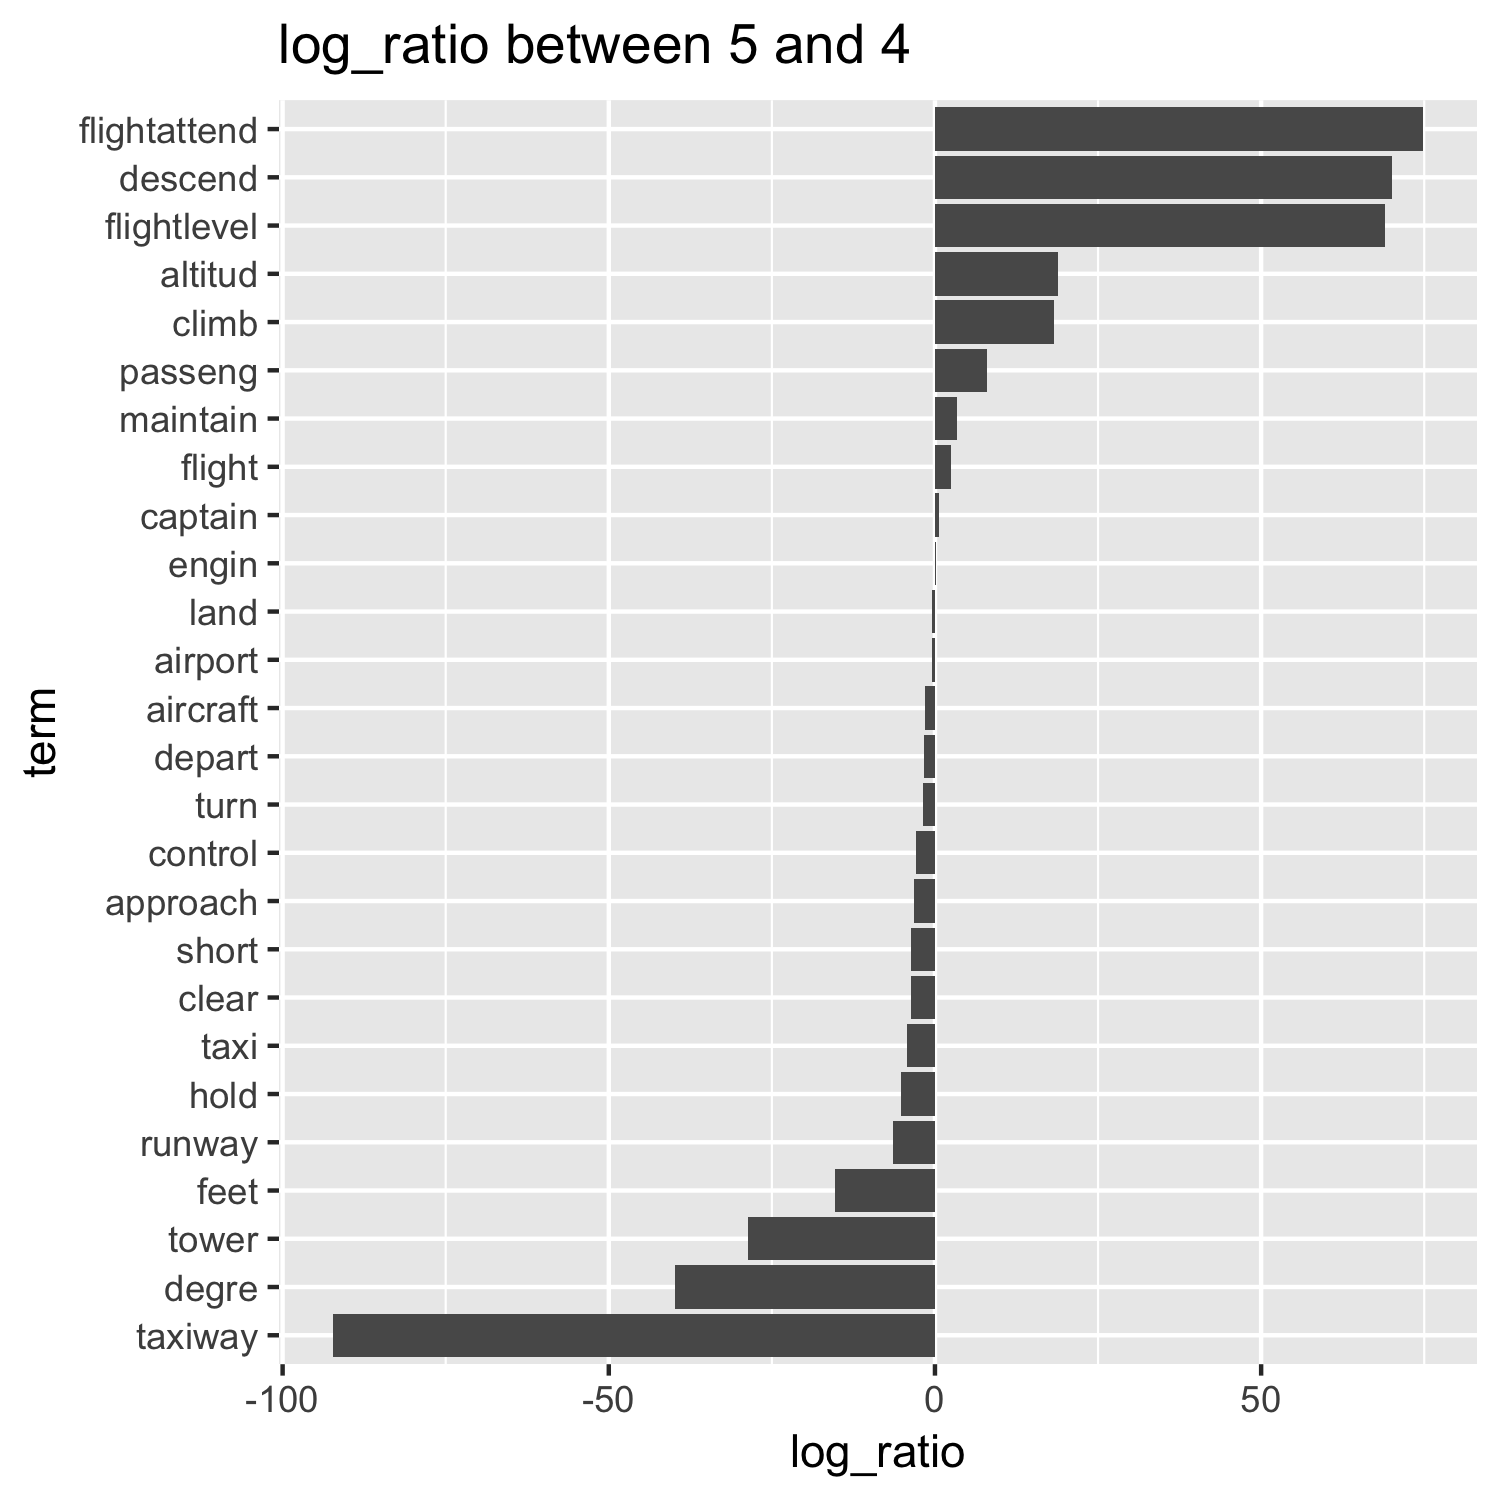 log_ratio between 5 and 4
flightattend
descend
flightlevel
altitud
climb
passeng
maintain
flight
captain
engin
land
airport
aircraft
depart
turn
control
approach
short
clear
taxi
hold
runway
feet
tower
degre
taxiway
term
-100 -50 0 50
log_ratio